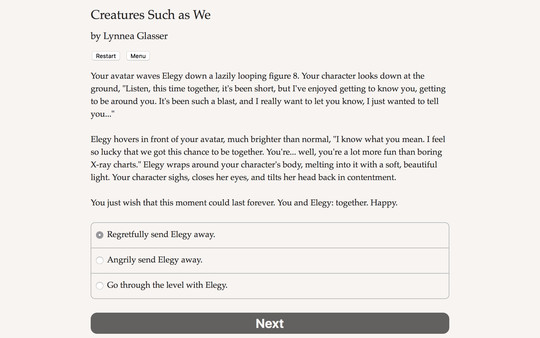 Creatures Such as We
by Lynnea Glasser
Restart Menu
Your avatar waves Elegy down a lazily looping figure 8. Your character looks down at the
ground, "Listen, this time together, it's been short, but I've enjoyed getting to know you, getting
to be around you. It's been such a blast, and I really want to let you know, I just wanted to tell
you..."
Elegy hovers in front of your avatar, much brighter than normal, "I know what you mean. I feel
so lucky that we got this chance to be together. You're... well, you're a lot more fun than boring
X-ray charts." Elegy wraps around your character's body, melting into it with a soft, beautiful
light. Your character sighs, closes her eyes, and tilts her head back in contentment.
You just wish that this moment could last forever. You and Elegy: together. Happy.
Regretfully send Elegy away.
Angrily send Elegy away.
Go through the level with Elegy.
Next